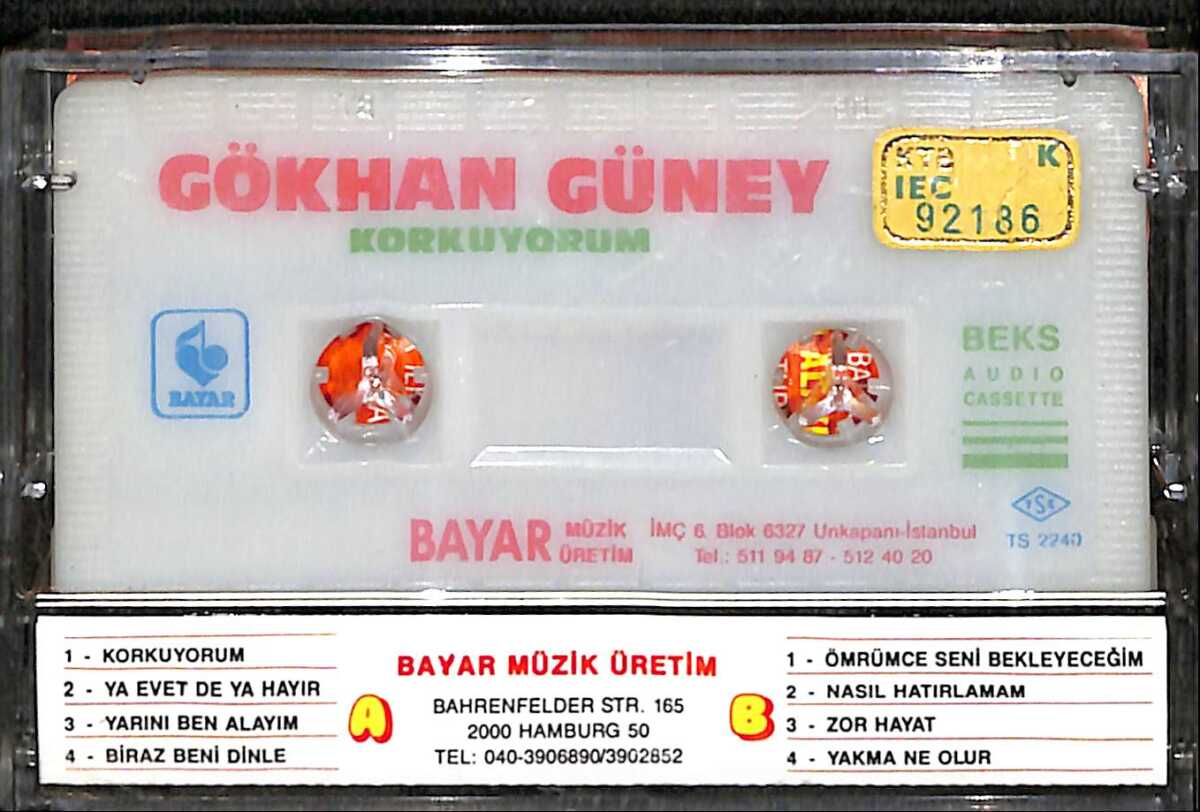 GÖKHAN GÜNEY
KORKUYORUM
KTB K
IEC
92186
BAYAR
BEKS
AUDIO
CASSETTE
TSE
TS 2240
BAYAR MÜZİK ÜRETİM
İMÇ 6. Blok 6327 Unkapanı-İstanbul
Tel.: 511 94 87 - 512 40 20
1 - KORKUYORUM
2 - YA EVET DE YA HAYIR
3 - YARINI BEN ALAYIM
4 - BİRAZ BENİ DİNLE
A
BAYAR MÜZİK ÜRETİM
BAHRENFELDER STR. 165
2000 HAMBURG 50
TEL: 040-3906890/3902852
B
1 - ÖMRÜMCE SENİ BEKLEYECEĞİM
2 - NASIL HATIRLAMAM
3 - ZOR HAYAT
4 - YAKMA NE OLUR